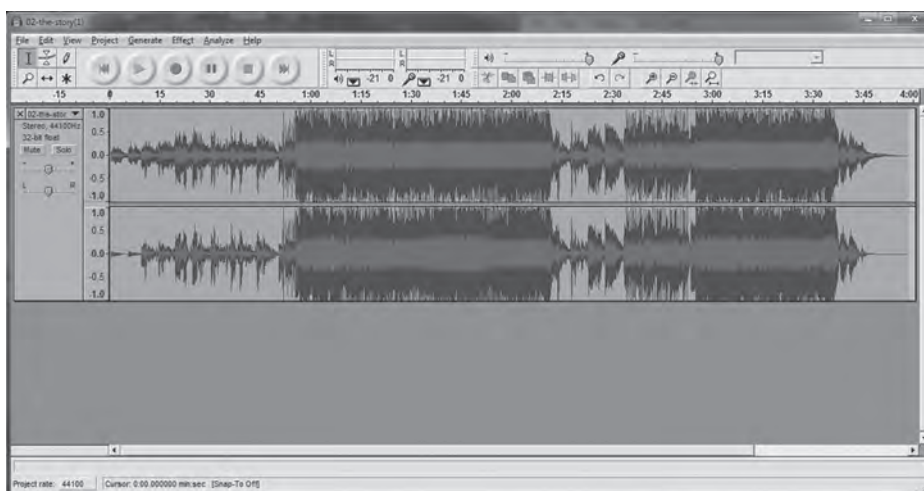 02-the-story(1)
File Edit View Project Generate Effect Analyze Help
L
R
L
R
-21 0
-21 0
-15 0 15 30 45 1:00 1:15 1:30 1:45 2:00 2:15 2:30 2:45 3:00 3:15 3:30 3:45 4:00
X 02-the-stor
Stereo, 44100Hz
32-bit float
Mute Solo
- +
L R
1.0
0.5
0.0
-0.5
-1.0
1.0
0.5
0.0
-0.5
-1.0
Project rate: 44100 Cursor: 0:00.000000 min:sec [Snap-To Off]